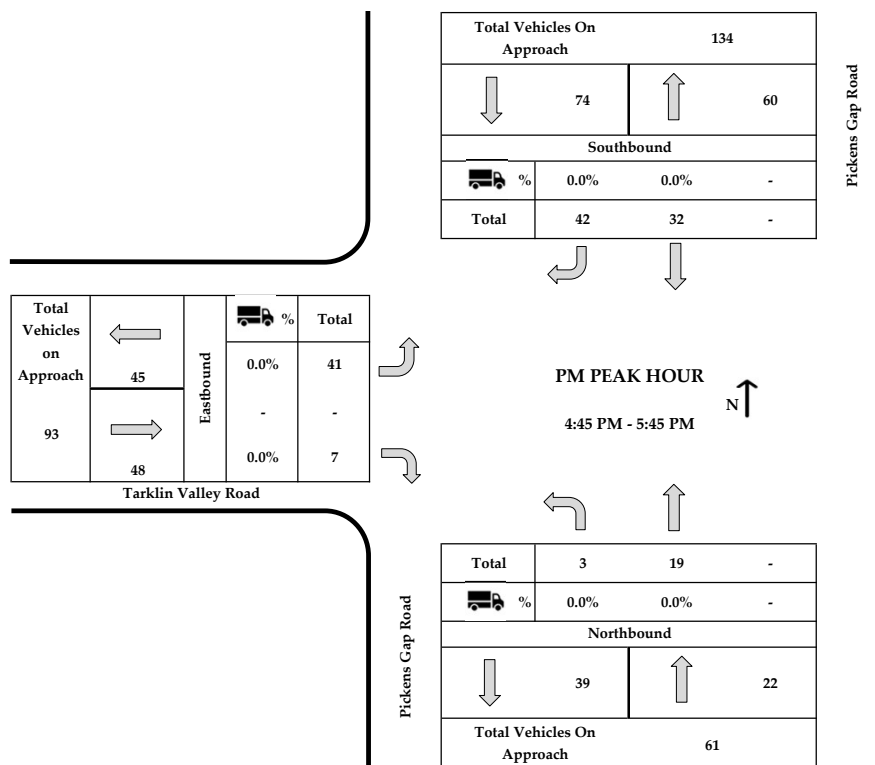 Total Vehicles On
Approach
134
74
60
Southbound
% 0.0% 0.0% -
Total 42 32 -
Pickens Gap Road
Total
Vehicles
on
Approach
93
45
48
Eastbound
% Total
0.0% 41
- -
0.0% 7
Tarklin Valley Road
PM PEAK HOUR
4:45 PM - 5:45 PM
N
Pickens Gap Road
Total 3 19 -
% 0.0% 0.0% -
Northbound
39
22
Total Vehicles On
Approach
61